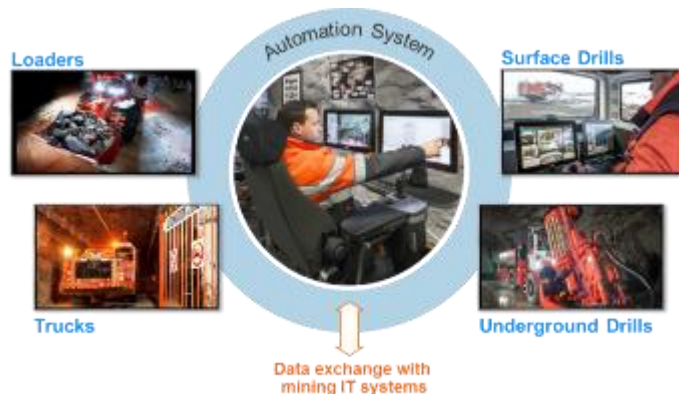 Automation System
Loaders
Surface Drills
Trucks
Underground Drills
Data exchange with
mining IT systems